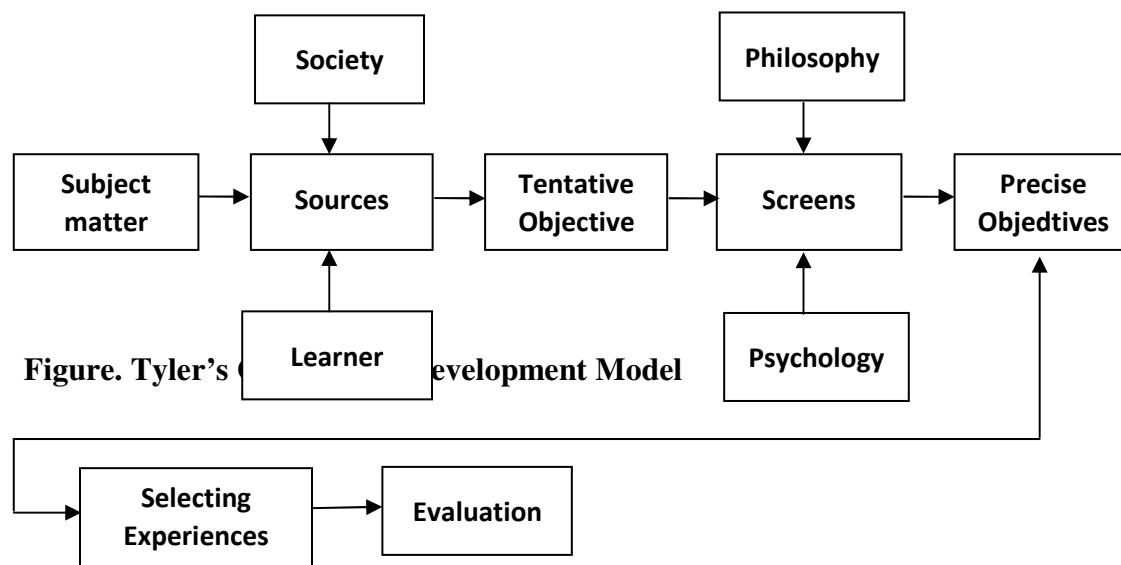 Society
Philosophy
Subject
matter
Sources
Tentative
Objective
Screens
Precise
Objedtives
Learner
Psychology
Figure. Tyler’s evelopment Model
Selecting
Experiences
Evaluation